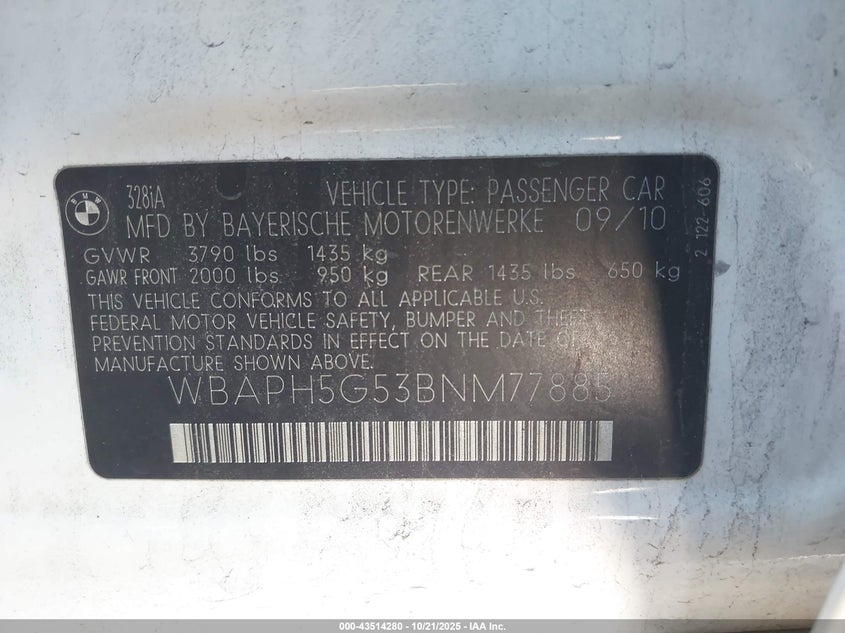 BMW
328iA
VEHICLE TYPE: PASSENGER CAR
MFD BY BAYERISCHE MOTORENWERKE 09/10
GVWR 3790 lbs 1435 kg
GAWR FRONT 2000 lbs 950 kg REAR 1435 lbs 650 kg
THIS VEHICLE CONFORMS TO ALL APPLICABLE U.S.
FEDERAL MOTOR VEHICLE SAFETY, BUMPER AND THEFT
PREVENTION STANDARDS IN EFFECT ON THE DATE OF
MANUFACTURE SHOWN ABOVE.
WBAPH5G53BNM77885
2 122-606
000-43514280 - 10/21/2025 - IAA Inc.